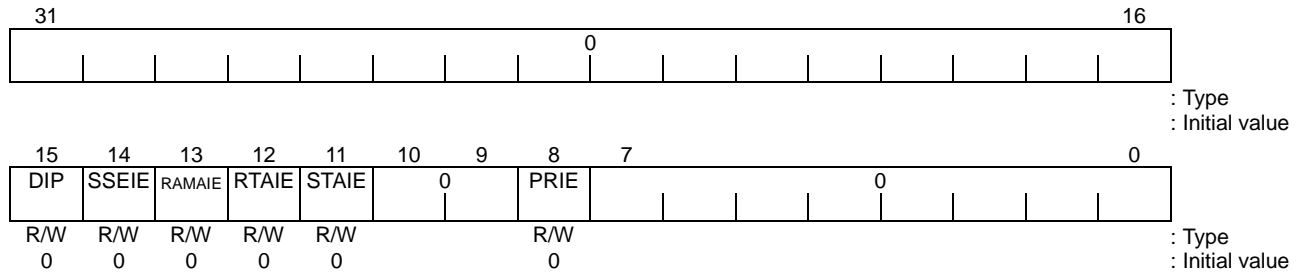 31 16
0
: Type
: Initial value
15 14 13 12 11 10 9 8 7 0
DIP SSEIE RAMAIE RTAIE STAIE 0 PRIE 0
R/W R/W R/W R/W R/W R/W : Type
0 0 0 0 0 0 : Initial value